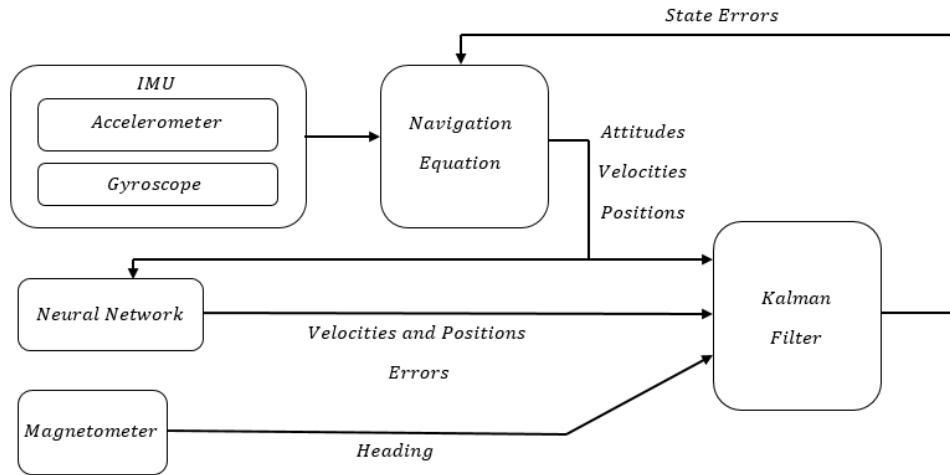 State Errors
IMU
Accelerometer
Gyroscope
Navigation
Equation
Attitudes
Velocities
Positions
Neural Network
Velocities and Positions
Errors
Kalman
Filter
Magnetometer
Heading